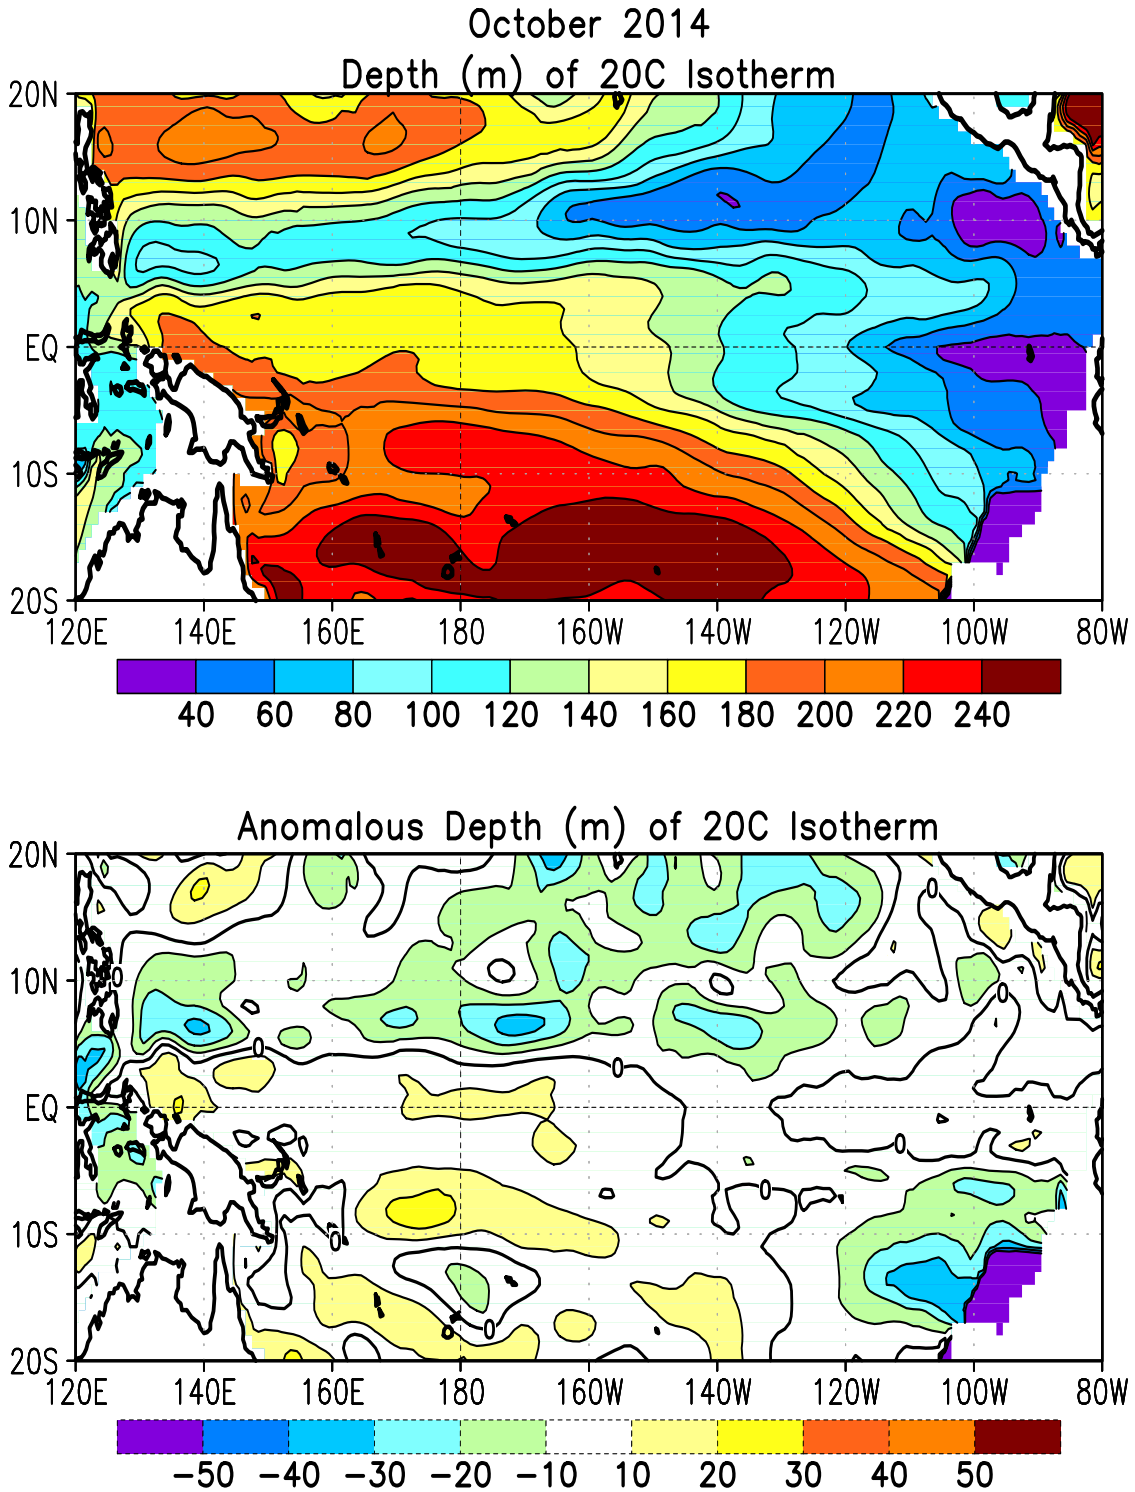 October 2014
Depth (m) of 20C Isotherm
20N
10N
EQ
10S
20S
120E 140E 160E 180 160W 140W 120W 100W 80W
40 60 80 100 120 140 160 180 200 220 240
Anomalous Depth (m) of 20C Isotherm
20N
0
10N 0
0
0
0
EQ
0
0
10S
0
0
20S
120E 140E 160E 180 160W 140W 120W 100W 80W
−50 −40 −30 −20 −10 10 20 30 40 50